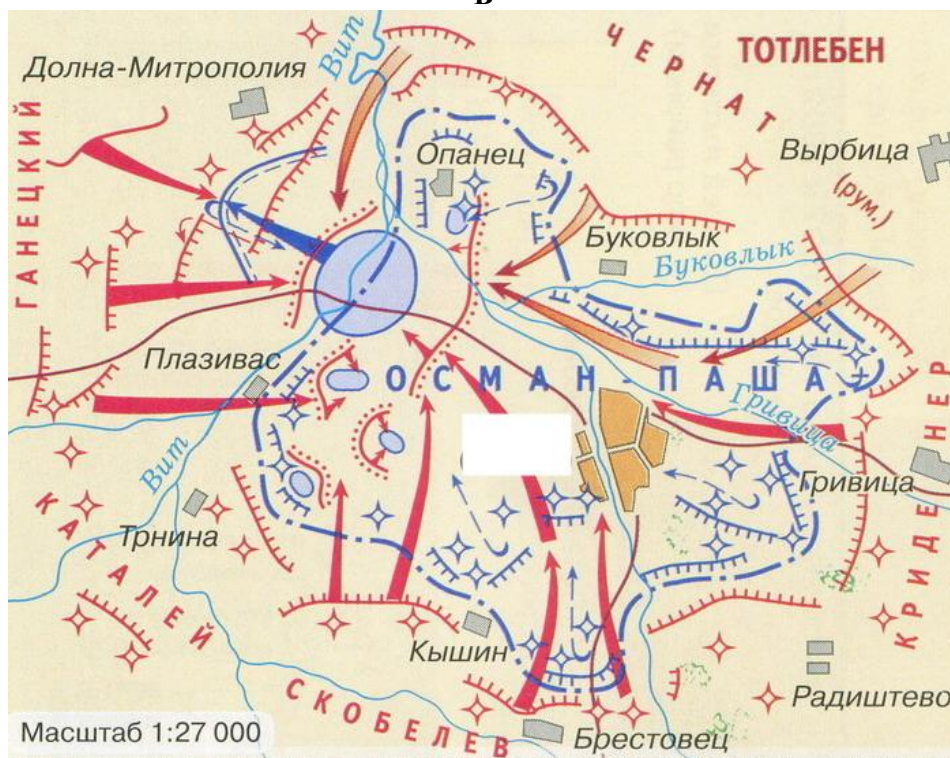 В
ЧЕРНАТ
ТОТЛЕБЕН
Вит
Долна-Митрополия
ГАНЕЦКИЙ
Опанец
Вырбица
(рум.)
Буковлык
Буковлык
Плазивас
ОСМАН-ПАША
Гривица
Вит
Гривица
КРИДЕНЕР
Трнина
КАТАЛЕЙ
Кышин
СКОБЕЛЕВ
Радиштево
Брестовец
Масштаб 1:27 000